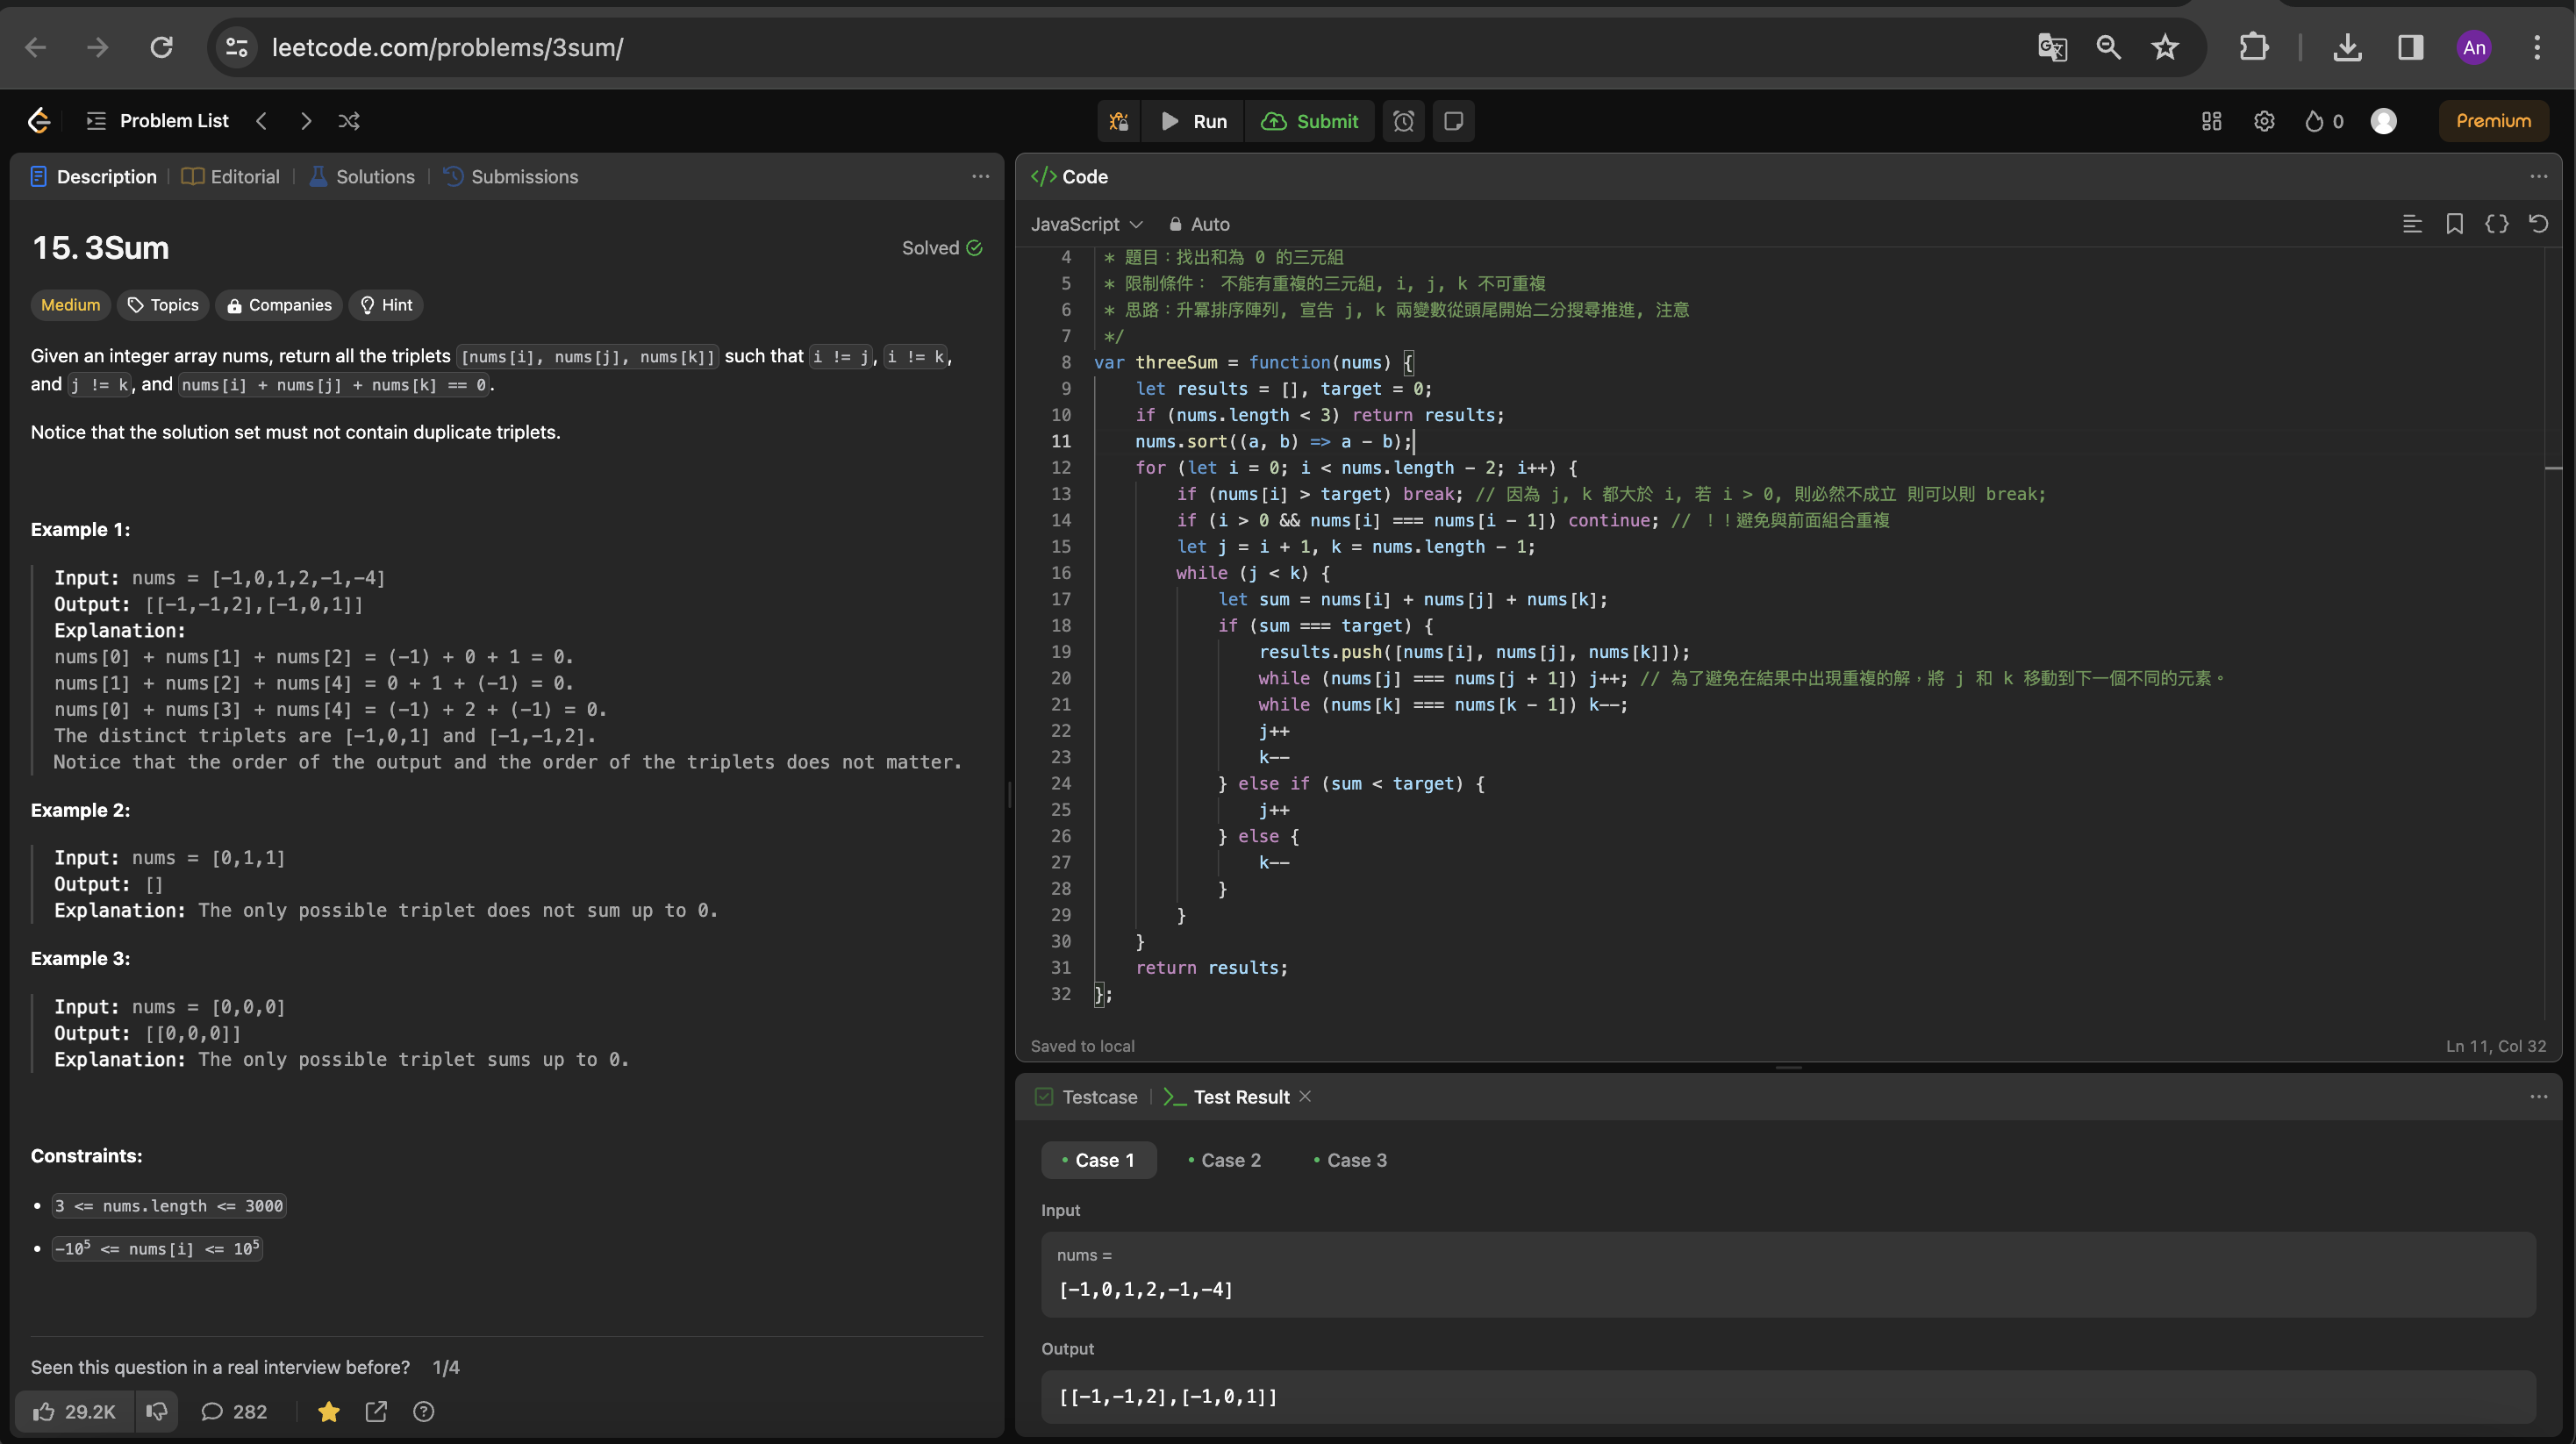 leetcode.com/problems/3sum/
An
Problem List
Run
Submit
0
Premium
Description
Editorial
Solutions
Submissions
15. 3Sum
Solved
Medium
Topics
Companies
Hint
Given an integer array nums, return all the triplets [nums[i], nums[j], nums[k]] such that i != j, i != k,
and j != k, and nums[i] + nums[j] + nums[k] == 0.
Notice that the solution set must not contain duplicate triplets.
Example 1:
Input: nums = [-1,0,1,2,-1,-4]
Output: [[-1,-1,2],[-1,0,1]]
Explanation:
nums[0] + nums[1] + nums[2] = (-1) + 0 + 1 = 0.
nums[1] + nums[2] + nums[4] = 0 + 1 + (-1) = 0.
nums[0] + nums[3] + nums[4] = (-1) + 2 + (-1) = 0.
The distinct triplets are [-1,0,1] and [-1,-1,2].
Notice that the order of the output and the order of the triplets does not matter.
Example 2:
Input: nums = [0,1,1]
Output: []
Explanation: The only possible triplet does not sum up to 0.
Example 3:
Input: nums = [0,0,0]
Output: [[0,0,0]]
Explanation: The only possible triplet sums up to 0.
Constraints:
• 3 <= nums.length <= 3000
• -10⁵ <= nums[i] <= 10⁵
Seen this question in a real interview before? 1/4
29.2K
282
</> Code
JavaScript
Auto
4 * 題目：找出和為 0 的三元組
5 * 限制條件： 不能有重複的三元組, i, j, k 不可重複
6 * 思路：升冪排序陣列, 宣告 j, k 兩變數從頭尾開始二分搜尋推進, 注意
7 */
8 var threeSum = function(nums) {
9 let results = [], target = 0;
10 if (nums.length < 3) return results;
11 nums.sort((a, b) => a - b);
12 for (let i = 0; i < nums.length - 2; i++) {
13 if (nums[i] > target) break; // 因為 j, k 都大於 i, 若 i > 0, 則必然不成立 則可以則 break;
14 if (i > 0 && nums[i] === nums[i - 1]) continue; // ！！避免與前面組合重複
15 let j = i + 1, k = nums.length - 1;
16 while (j < k) {
17 let sum = nums[i] + nums[j] + nums[k];
18 if (sum === target) {
19 results.push([nums[i], nums[j], nums[k]]);
20 while (nums[j] === nums[j + 1]) j++; // 為了避免在結果中出現重複的解，將 j 和 k 移動到下一個不同的元素。
21 while (nums[k] === nums[k - 1]) k--;
22 j++
23 k--
24 } else if (sum < target) {
25 j++
26 } else {
27 k--
28 }
29 }
30 }
31 return results;
32 };
Saved to local
Ln 11, Col 32
Testcase
Test Result
Case 1
Case 2
Case 3
Input
nums =
[-1,0,1,2,-1,-4]
Output
[[-1,-1,2],[-1,0,1]]